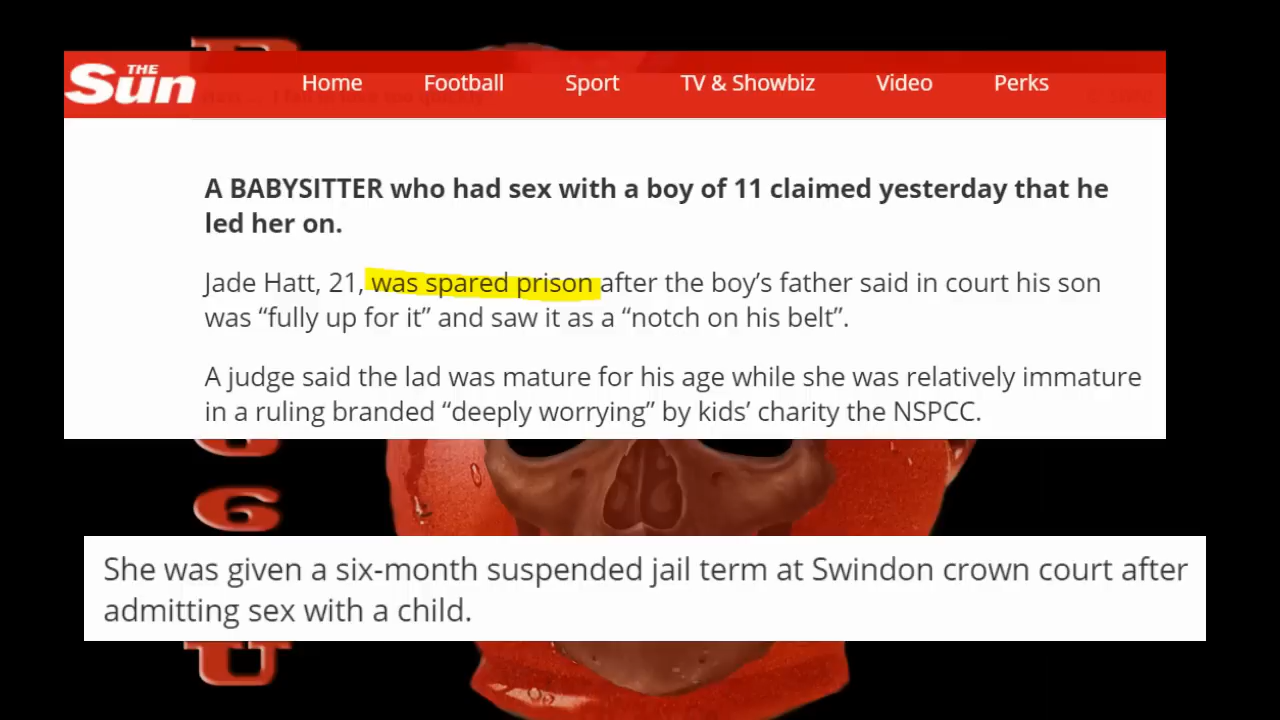 THE
Sun
Home Football Sport TV & Showbiz Video Perks
A BABYSITTER who had sex with a boy of 11 claimed yesterday that he
led her on.
Jade Hatt, 21, was spared prison after the boy’s father said in court his son
was “fully up for it” and saw it as a “notch on his belt”.
A judge said the lad was mature for his age while she was relatively immature
in a ruling branded “deeply worrying” by kids’ charity the NSPCC.
6
She was given a six-month suspended jail term at Swindon crown court after
admitting sex with a child.
U